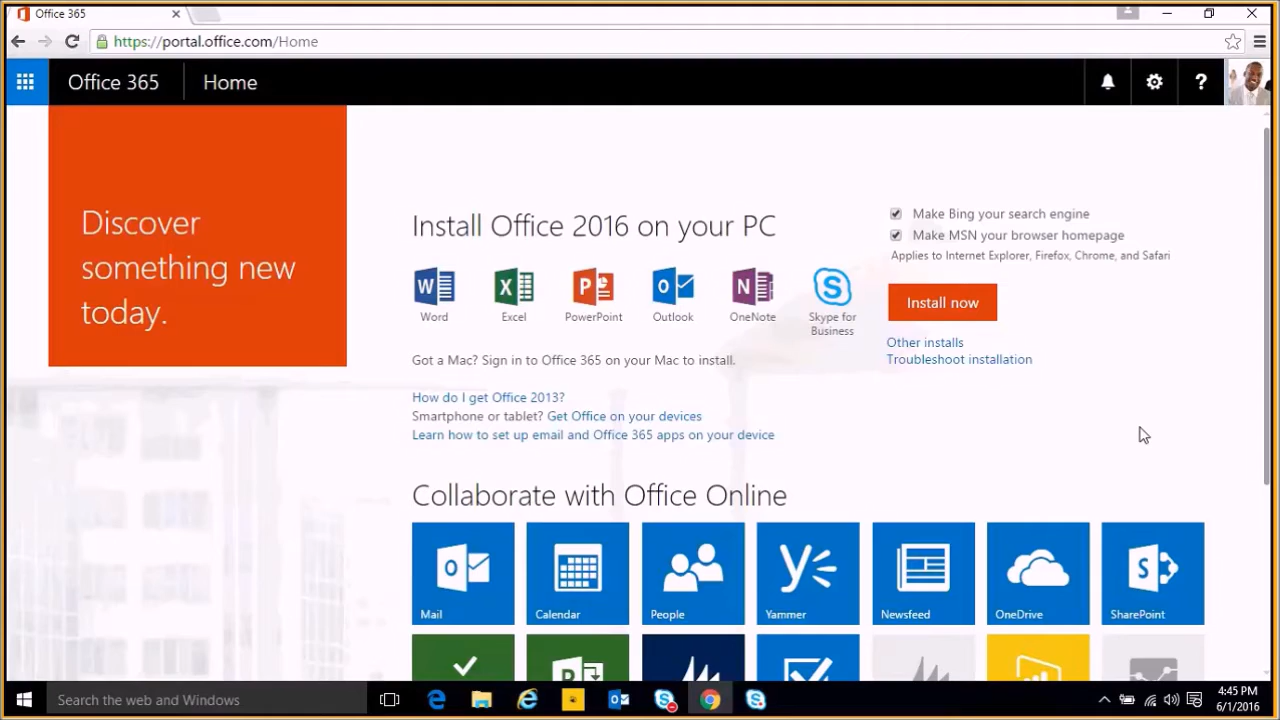 Office 365
https://portal.office.com/Home
Office 365
Home
?
Discover
something new
today.
Install Office 2016 on your PC
Word
Excel
PowerPoint
Outlook
OneNote
Skype for
Business
Got a Mac? Sign in to Office 365 on your Mac to install.
How do I get Office 2013?
Smartphone or tablet? Get Office on your devices
Learn how to set up email and Office 365 apps on your device
Make Bing your search engine
Make MSN your browser homepage
Applies to Internet Explorer, Firefox, Chrome, and Safari
Install now
Other installs
Troubleshoot installation
Collaborate with Office Online
Mail
Calendar
People
Yammer
Newsfeed
OneDrive
SharePoint
Search the web and Windows
4:45 PM
6/1/2016